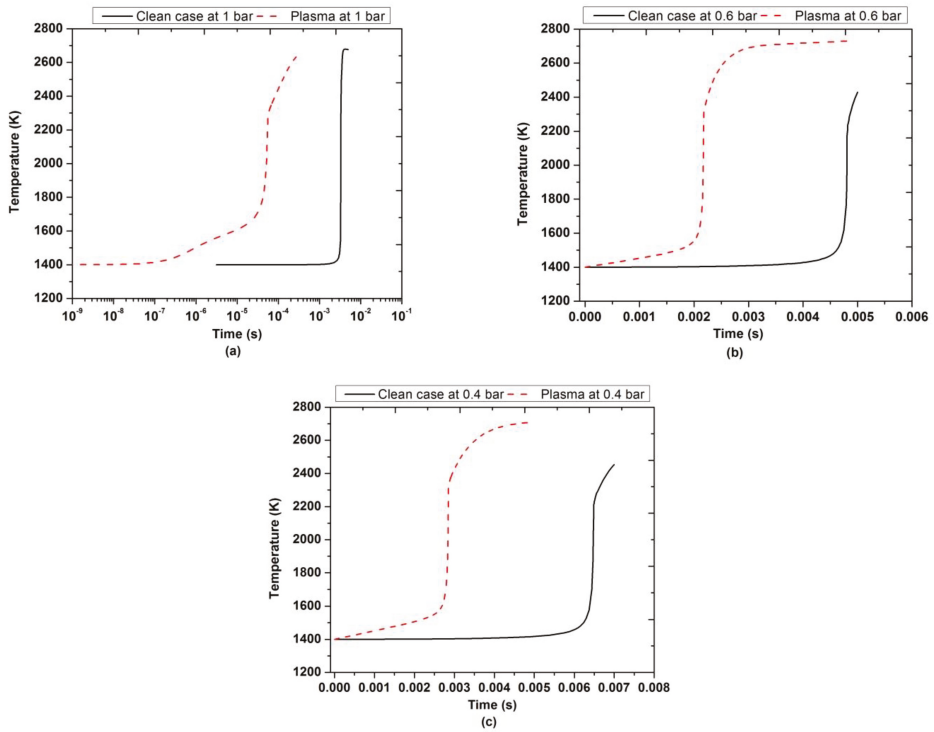 Clean case at 1 bar Plasma at 1 bar
Temperature (K)
2800
2600
2400
2200
2000
1800
1600
1400
1200
10^-9 10^-8 10^-7 10^-6 10^-5 10^-4 10^-3 10^-2 10^-1
Time (s)
(a)
Clean case at 0.6 bar Plasma at 0.6 bar
Temperature (K)
2800
2600
2400
2200
2000
1800
1600
1400
1200
0.000 0.001 0.002 0.003 0.004 0.005 0.006
Time (s)
(b)
Clean case at 0.4 bar Plasma at 0.4 bar
Temperature (K)
2800
2600
2400
2200
2000
1800
1600
1400
1200
0.000 0.001 0.002 0.003 0.004 0.005 0.006 0.007 0.008
Time (s)
(c)